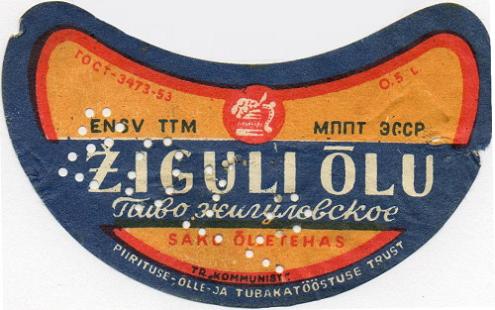 ГОСТ-3473-53
0,5 L
ENSV TTM
МППТ ЭССР
ŽIGULI ÕLU
Пиво жигулевское
SAKU ÕLLETEHAS
TR. „KOMMUNIST"
PIIRITUSE-ÕLLE-JA TUBAKATÖÖSTUSE TRUST